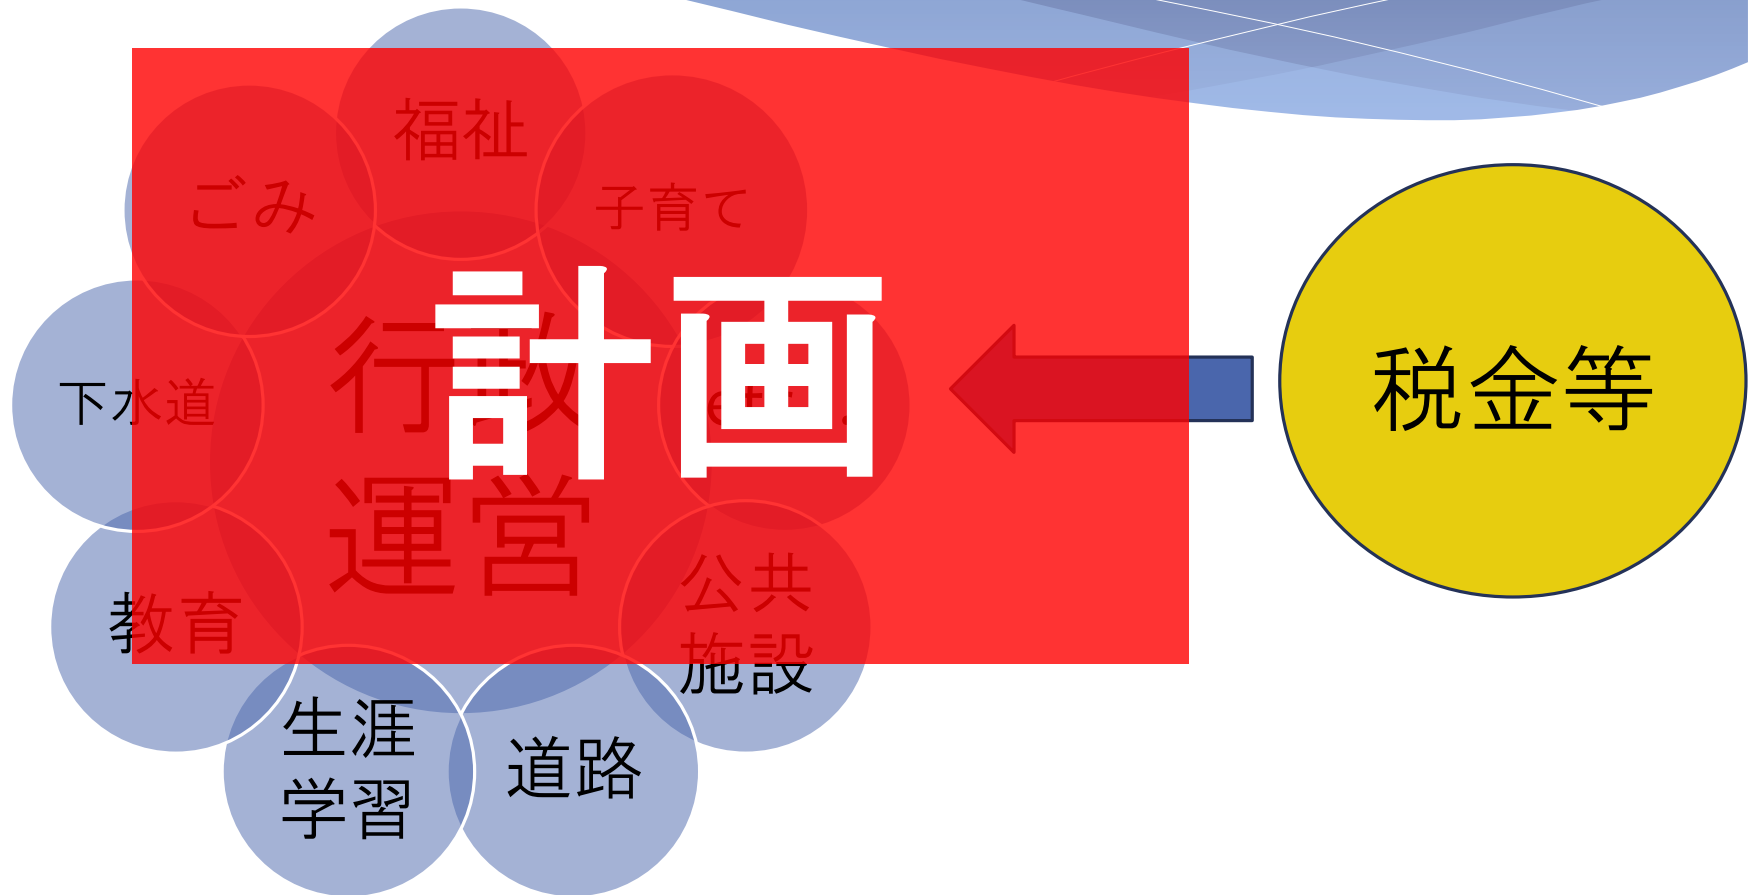 福祉
ごみ
子育て
計画
行政
運営
下水道
税金等
教育
公共
施設
生涯
学習
道路